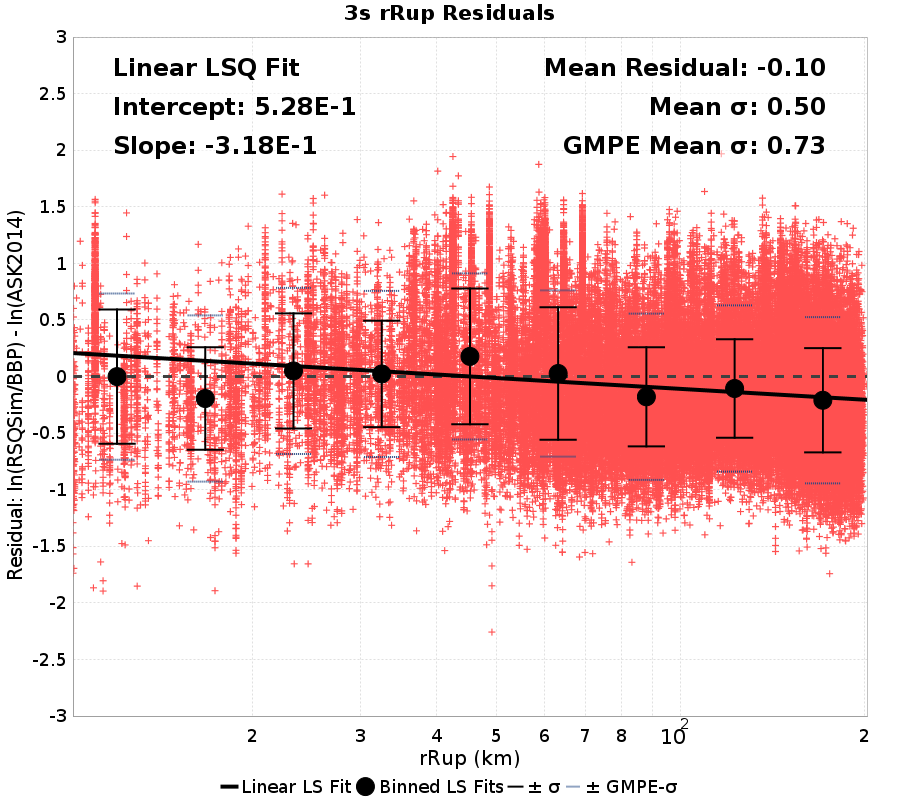 3s rRup Residuals
Linear LSQ Fit
Intercept: 5.28E-1
Slope: -3.18E-1
Mean Residual: -0.10
Mean σ: 0.50
GMPE Mean σ: 0.73
Residual: ln(RSQSim/BBP) - ln(ASK2014)
3
2.5
2
1.5
1
0.5
0
-0.5
-1
-1.5
-2
-2.5
-3
2 3 4 5 6 7 8 10² 2
rRup (km)
Linear LS Fit Binned LS Fits ± σ ± GMPE-σ